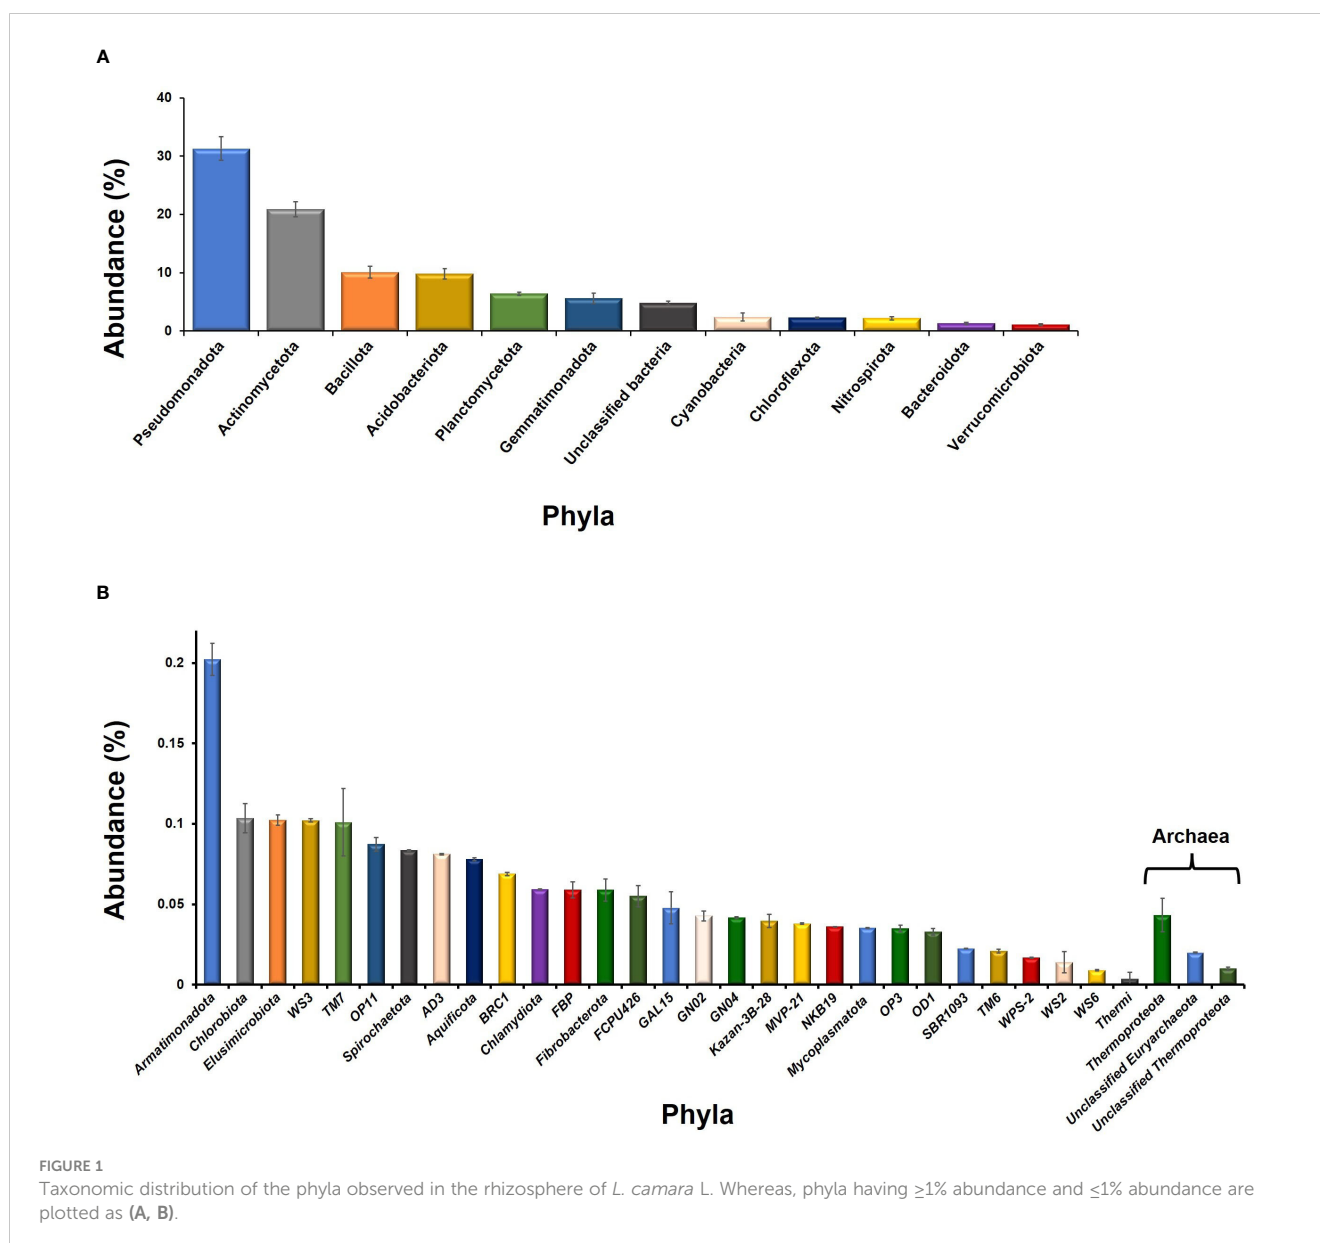 A
40
30
20
10
0
Abundance (%)
Pseudomonadota
Actinomycetota
Bacillota
Acidobacteriota
Planctomycetota
Gemmatimonadota
Unclassified bacteria
Cyanobacteria
Chloroflexota
Nitrospirota
Bacteroidota
Verrucomicrobiota
Phyla
B
0.2
0.15
0.1
0.05
0
Abundance (%)
Archaea
Armatimonadota
Chlorobiota
Elusimicrobiota
WS3
TM7
OP11
Spirochaetota
AD3
Aquificota
BRC1
Chlamydiota
FBP
Fibrobacterota
FCPU426
GAL15
GN02
GN04
Kazan-3B-28
MVP-21
NKB19
Mycoplasmatota
OP3
OD1
SBR1093
TM6
WPS-2
WS2
WS6
Thermi
Thermoproteota
Unclassified Euryarchaeota
Unclassified Thermoproteota
Phyla
FIGURE 1
Taxonomic distribution of the phyla observed in the rhizosphere of L. camara L. Whereas, phyla having ≥1% abundance and ≤1% abundance are
plotted as (A, B).